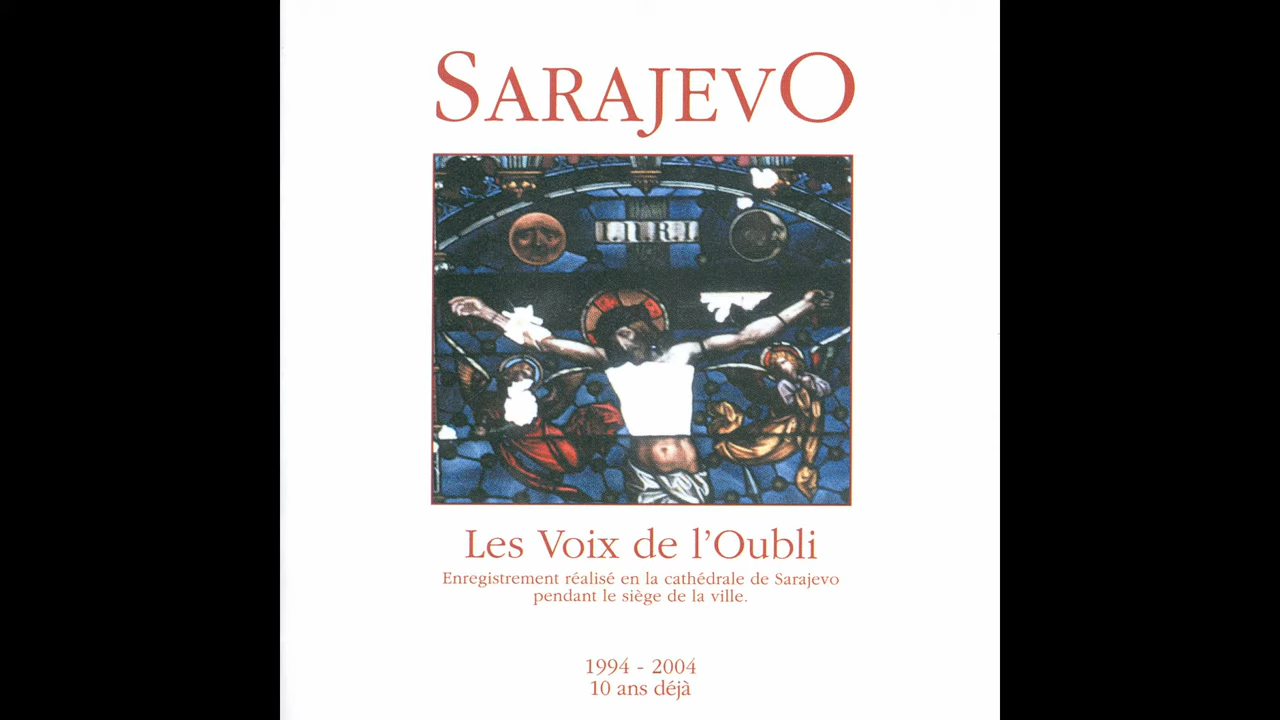 SARAJEVO
I.N.R.I
Les Voix de l'Oubli
Enregistrement réalisé en la cathédrale de Sarajevo
pendant le siège de la ville.
1994 - 2004
10 ans déjà